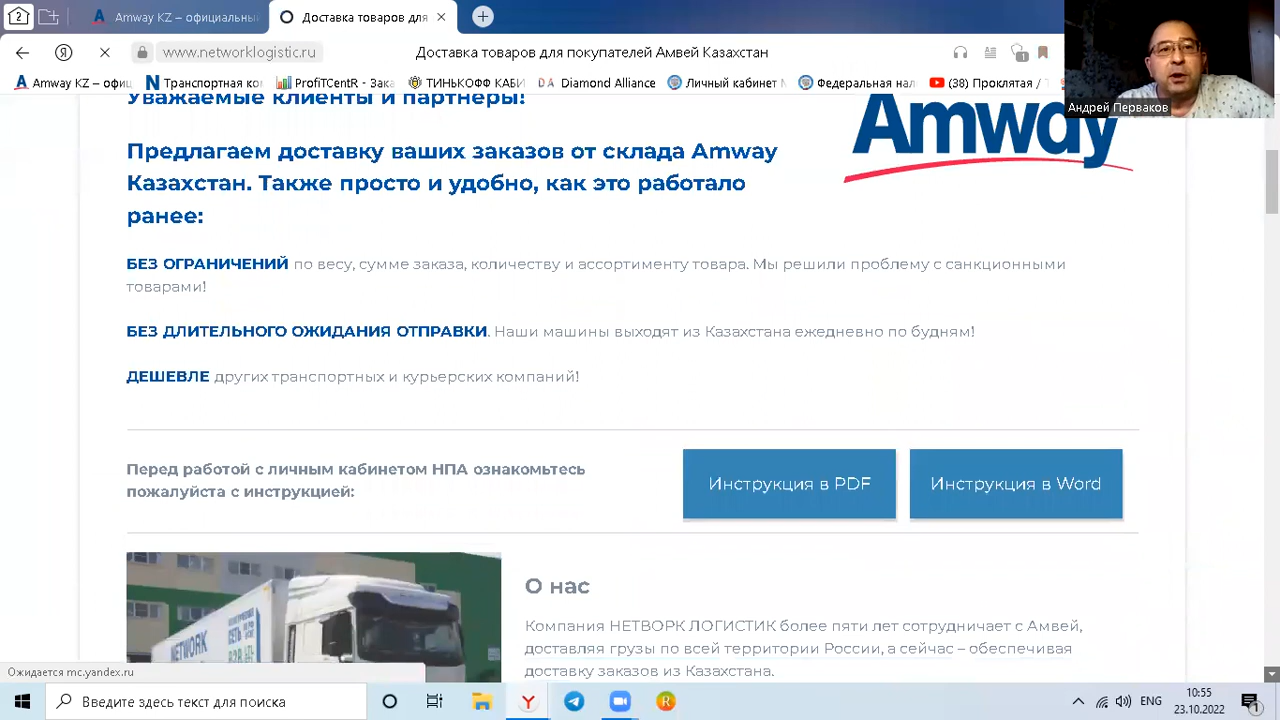 2
Amway KZ – официальны
Доставка товаров для
www.networklogistic.ru
Доставка товаров для покупателей Амвей Казахстан
1
Amway KZ – офиц
Транспортная ко
ProfiTCentR - Зака
ТИНЬКОФФ КАБИ
Diamond Alliance
Личный кабинет
Федеральная нал
(38) Проклятая / 
Андрей Перваков
Уважаемые клиенты и партнеры!
Amway
Предлагаем доставку ваших заказов от склада Amway
Казахстан. Также просто и удобно, как это работало
ранее:
БЕЗ ОГРАНИЧЕНИЙ по весу, сумме заказа, количеству и ассортименту товара. Мы решили проблему с санкционными
товарами!
БЕЗ ДЛИТЕЛЬНОГО ОЖИДАНИЯ ОТПРАВКИ. Наши машины выходят из Казахстана ежедневно по будням!
ДЕШЕВЛЕ других транспортных и курьерских компаний!
Перед работой с личным кабинетом НПА ознакомьтесь
пожалуйста с инструкцией:
Инструкция в PDF
Инструкция в Word
О нас
Компания НЕТВОРК ЛОГИСТИК более пяти лет сотрудничает с Амвей,
доставляя грузы по всей территории России, а сейчас – обеспечивая
доставку заказов из Казахстана.
NETWORK
Ожидается mc.yandex.ru
Введите здесь текст для поиска
ENG
10:55
23.10.2022
1